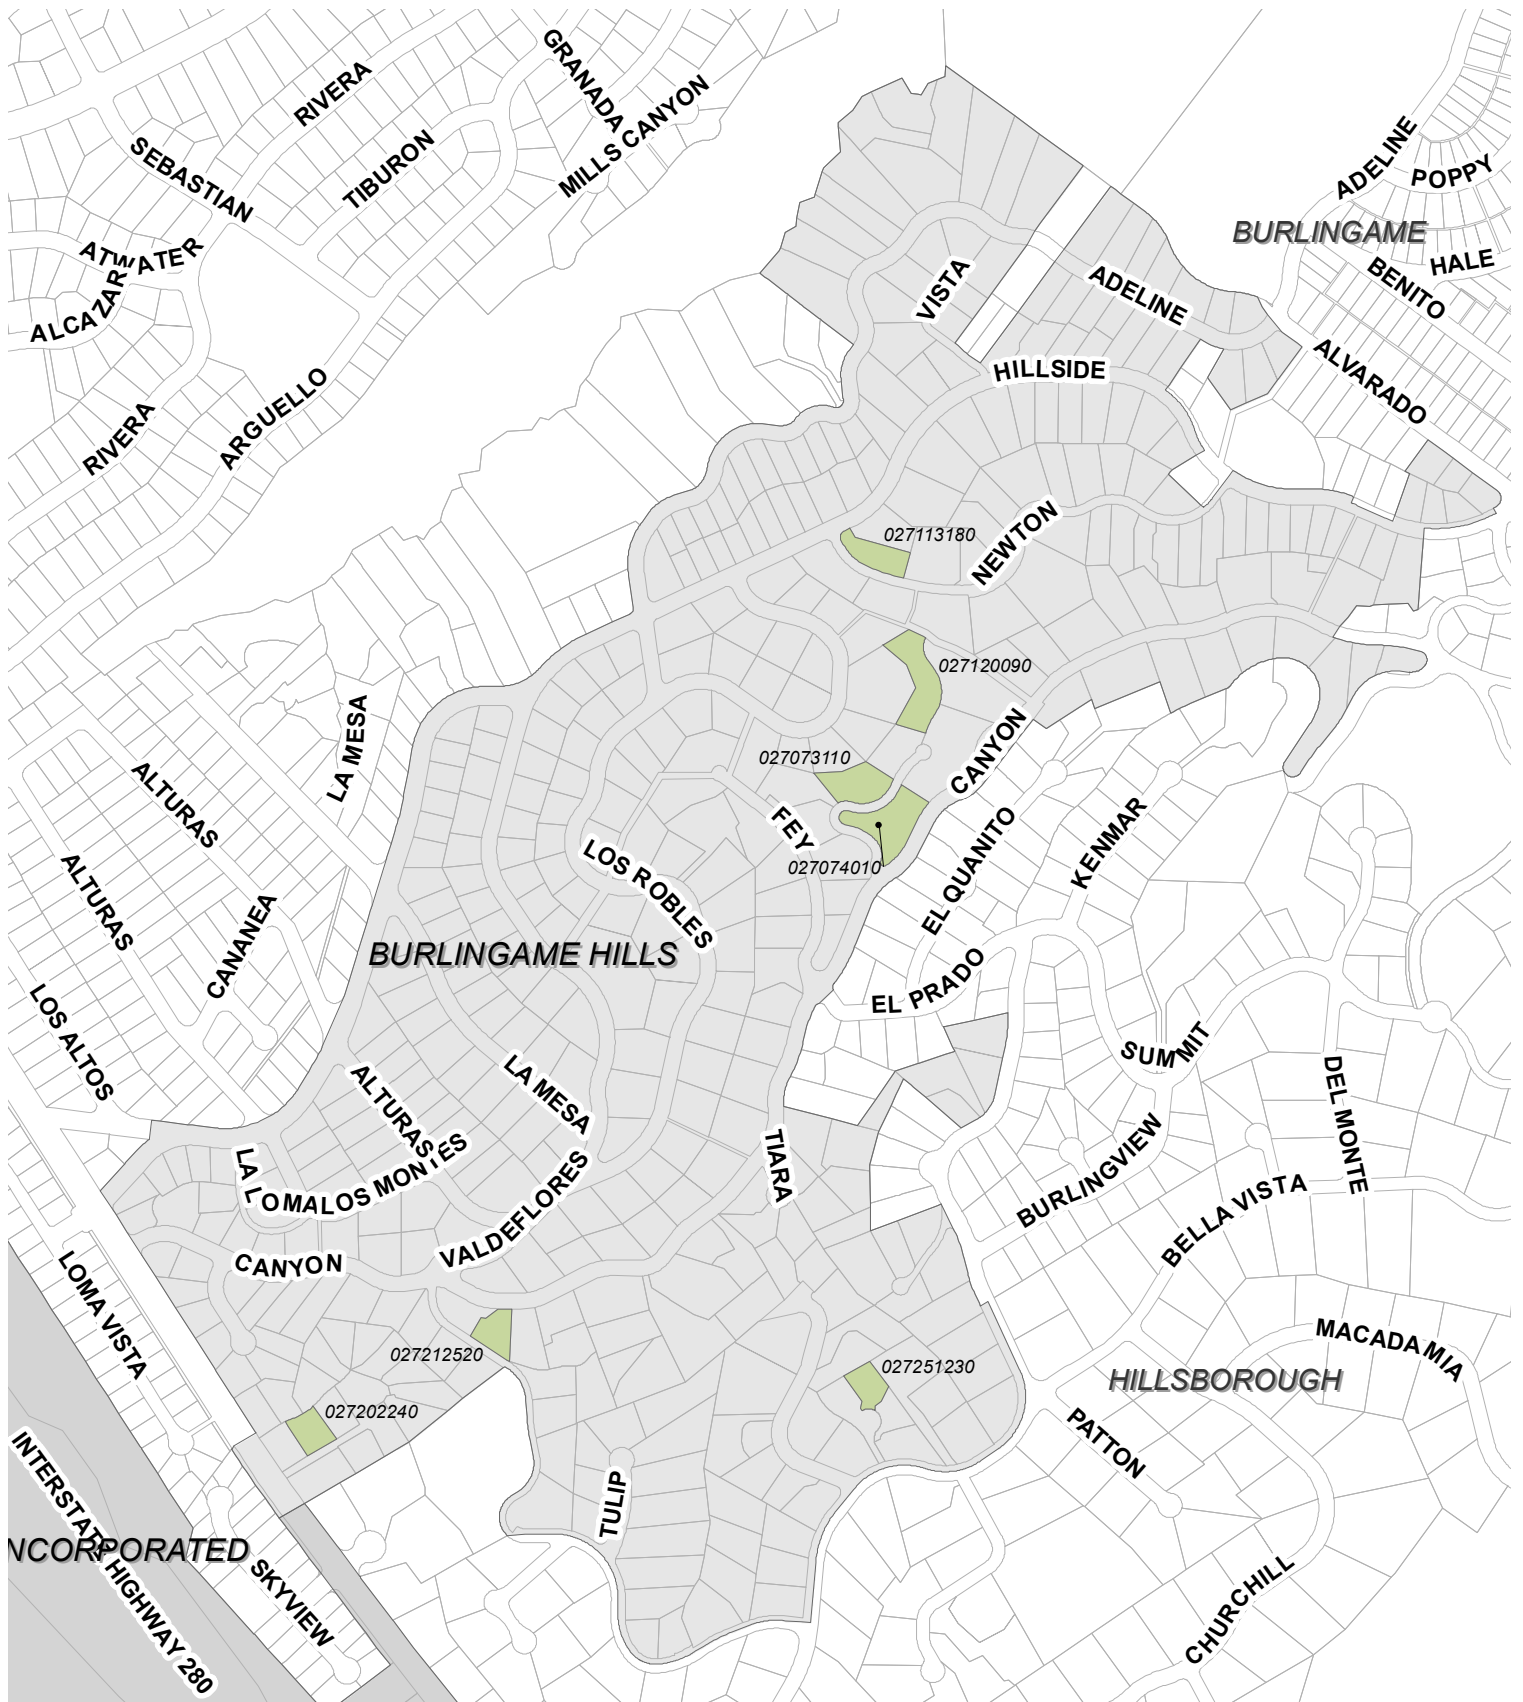 GRANADA
RIVERA
MILLS CANYON
TIBURON
SEBASTIAN
ADELINE
POPPY
BURLINGAME
ATWATER
HALE
BENITO
VISTA
ADELINE
ALCAZAR
ALVARADO
HILLSIDE
ARGUELLO
RIVERA
027113180
NEWTON
027120090
LA MESA
CANYON
027073110
ALTURAS
FEY
EL QUANITO
KENMAR
LOS ROBLES
027074010
ALTURAS
CANANEA
BURLINGAME HILLS
EL PRADO
LOS ALTOS
SUMMIT
LA MESA
DEL MONTE
ALTURAS
TIARA
BURLINGVIEW
LA LOMA
LOS MONTES
VALDEFLORES
BELLA VISTA
CANYON
LOMA VISTA
MACADAMIA
027212520
027251230
HILLSBOROUGH
027202240
PATTON
INTERSTATE HIGHWAY 280
TULIP
NCORPORATED
SKYVIEW
CHURCHILL